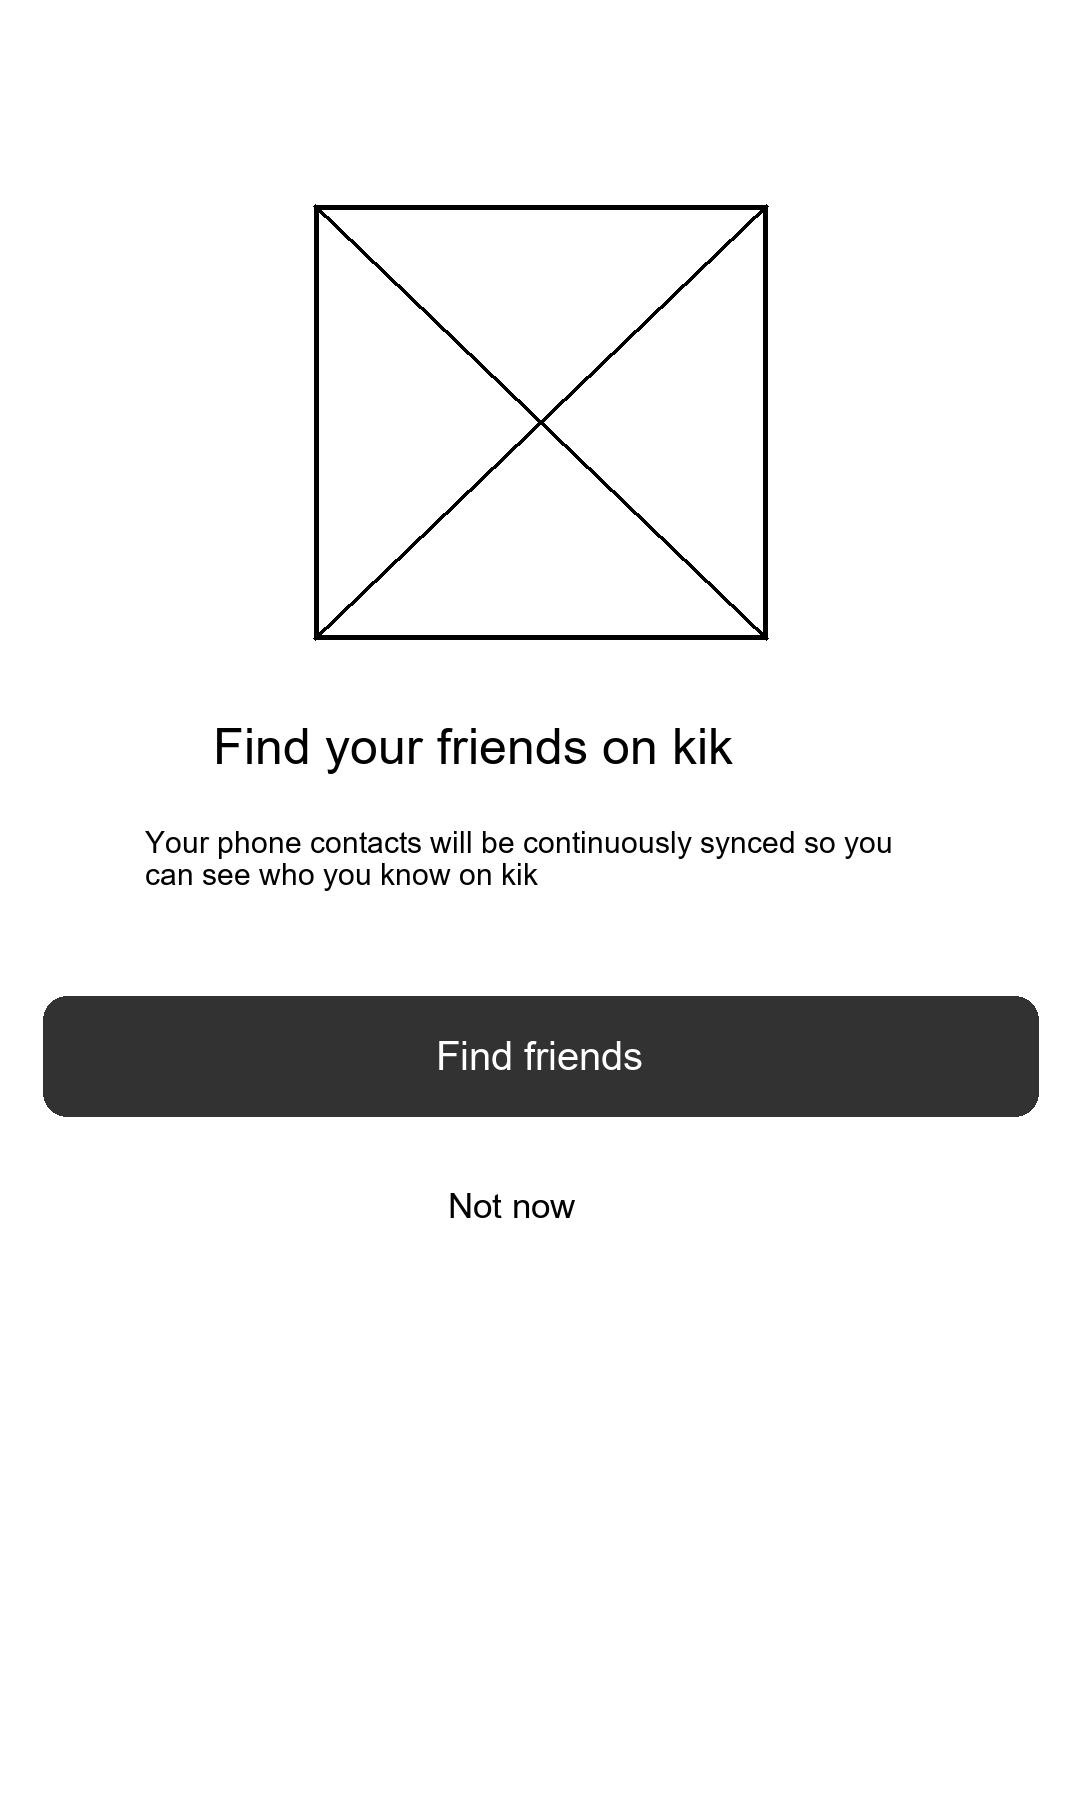 Find your friends on kik
Your phone contacts will be continuously synced so you
can see who you know on kik
Find friends
Not now